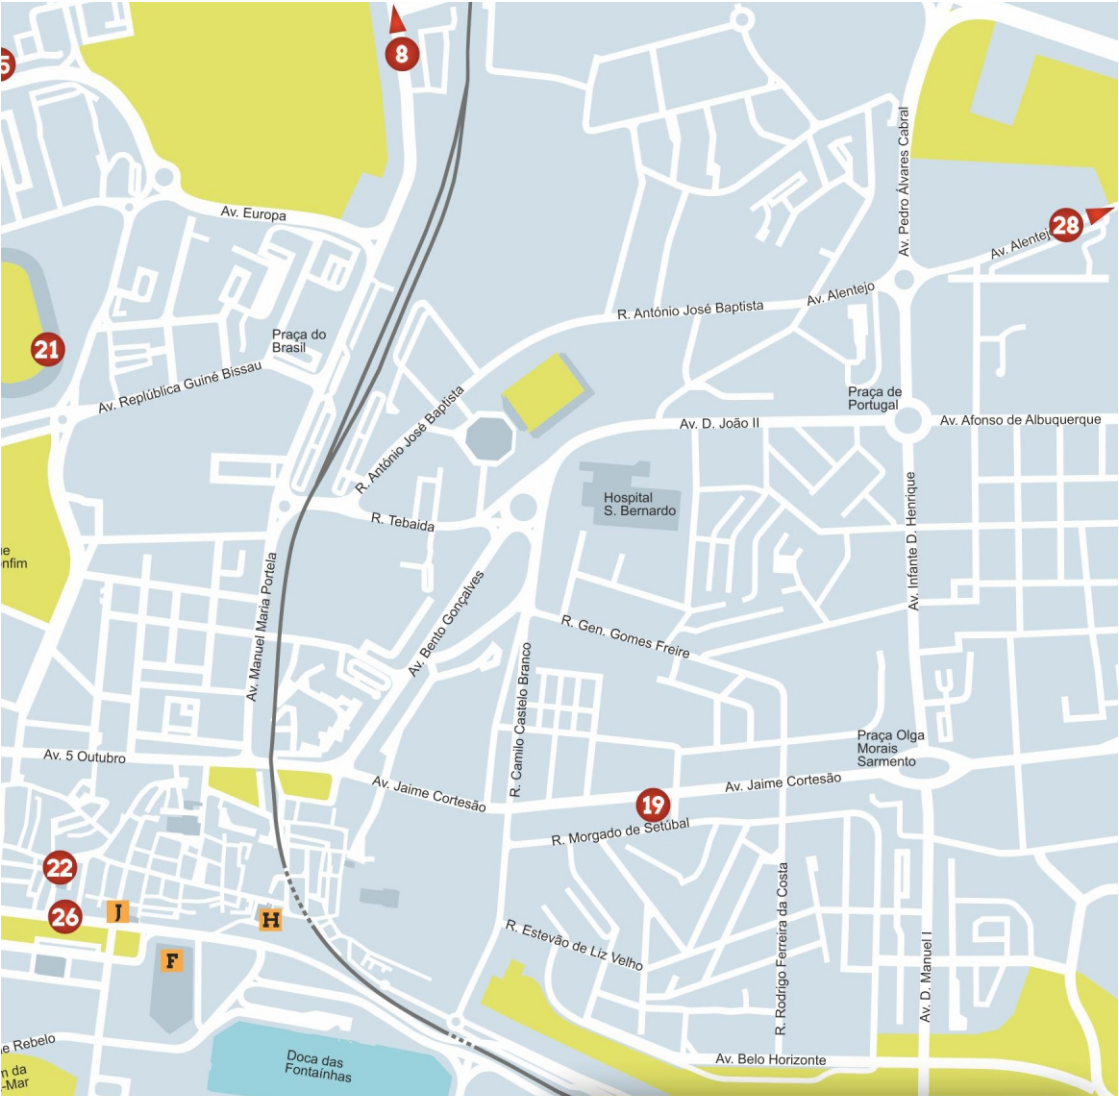 8
5
Av. Pedro Álvares Cabral
Av. Europa
28
Av. Alentej
Av. Alentejo
R. António José Baptista
21
Praça do
Brasil
Av. Replública Guiné Bissau
R. António José Baptista
Praça de
Portugal
Av. D. João II
Av. Afonso de Albuquerque
Hospital
S. Bernardo
R. Tebaida
Av. Infante D. Henrique
ue
nfim
Av. Manuel Maria Portela
Av. Bento Gonçalves
R. Gen. Gomes Freire
R. Camilo Castelo Branco
Praça Olga
Morais
Sarmento
Av. 5 Outubro
Av. Jaime Cortesão
Av. Jaime Cortesão
19
R. Morgado de Setúbal
22
R. Rodrigo Ferreira da Costa
26
J
H
F
R. Estevão de Liz Velho
Av. D. Manuel I
e Rebelo
Doca das
Fontaínhas
Av. Belo Horizonte
m da
-Mar